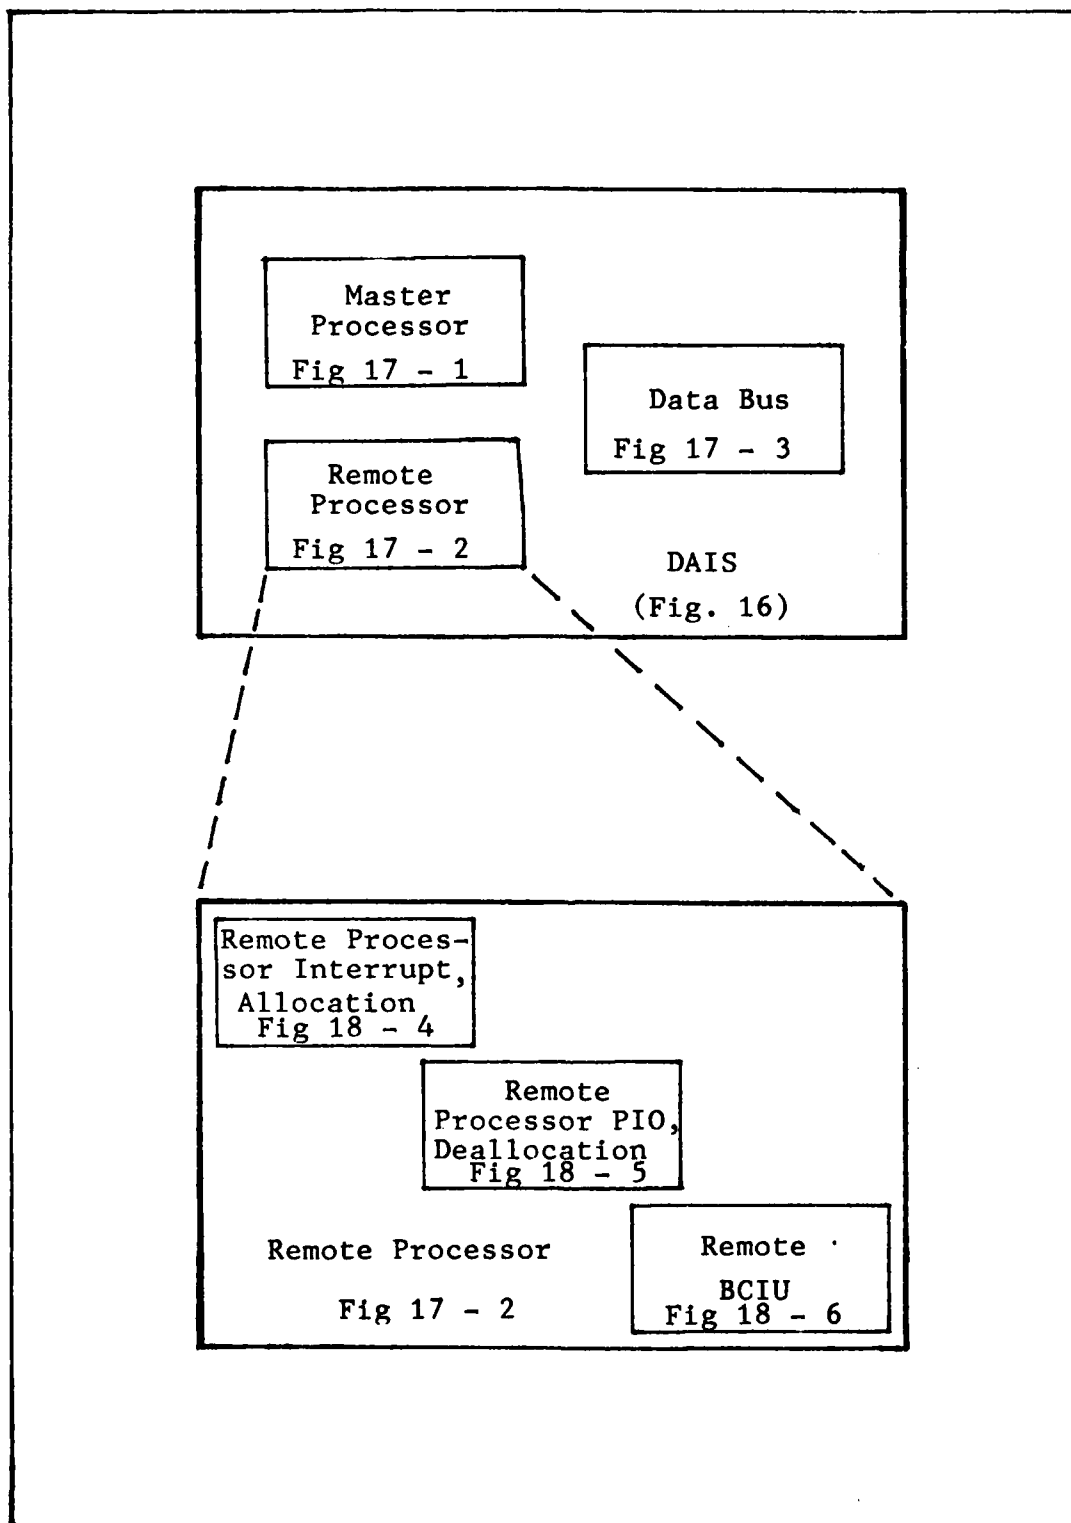 Master
Processor
Fig 17 - 1
Data Bus
Fig 17 - 3
Remote
Processor
Fig 17 - 2
DAIS
(Fig. 16)
Remote Proces-
sor Interrupt,
Allocation
Fig 18 - 4
Remote
Processor PIO,
Deallocation
Fig 18 - 5
Remote Processor
Fig 17 - 2
Remote
BCIU
Fig 18 - 6